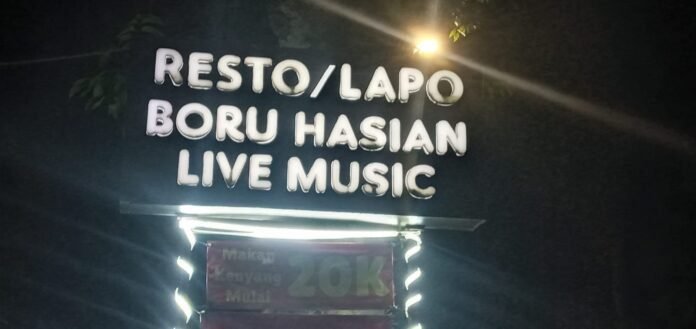 RESTO/LAPO
BORU HASIAN
LIVE MUSIC
Makan
Kenyang
Mulai
20K